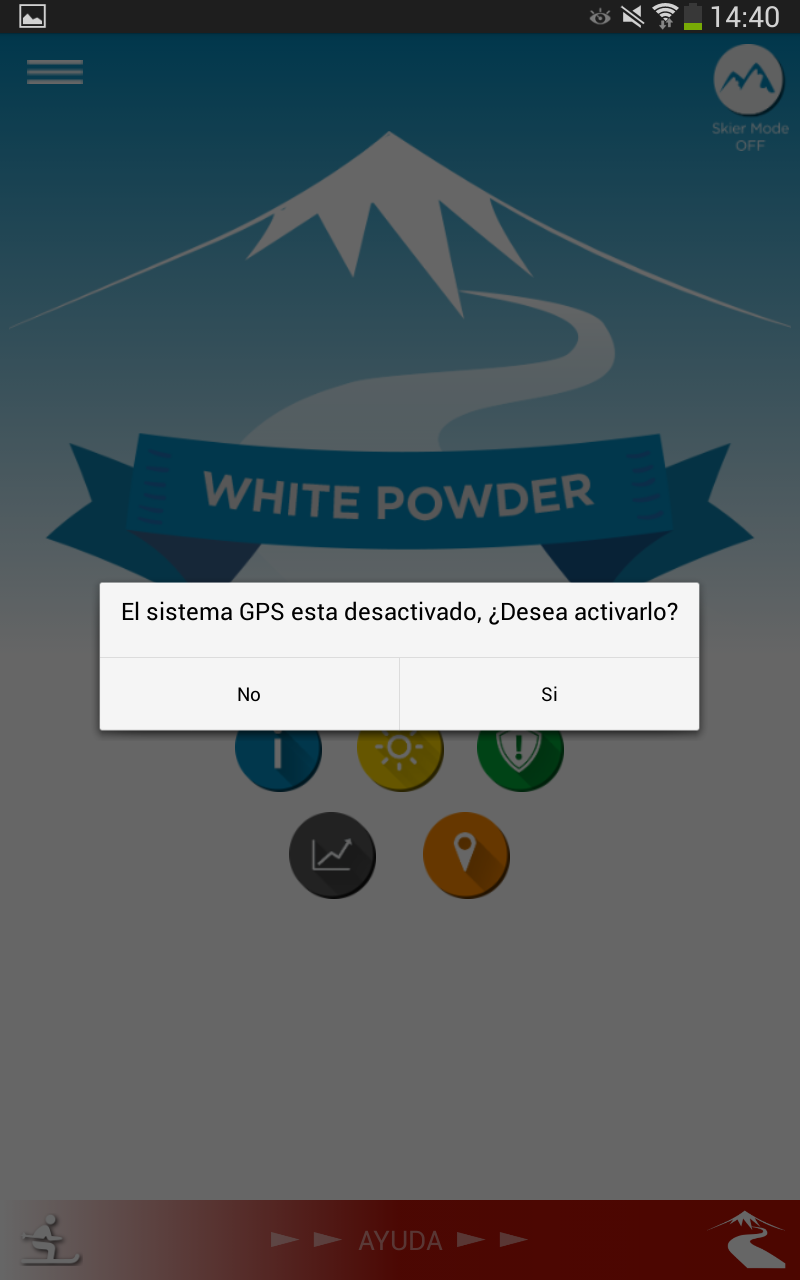 14:40
Skier Mode
OFF
WHITE POWDER
El sistema GPS esta desactivado, ¿Desea activarlo?
No
Si
AYUDA